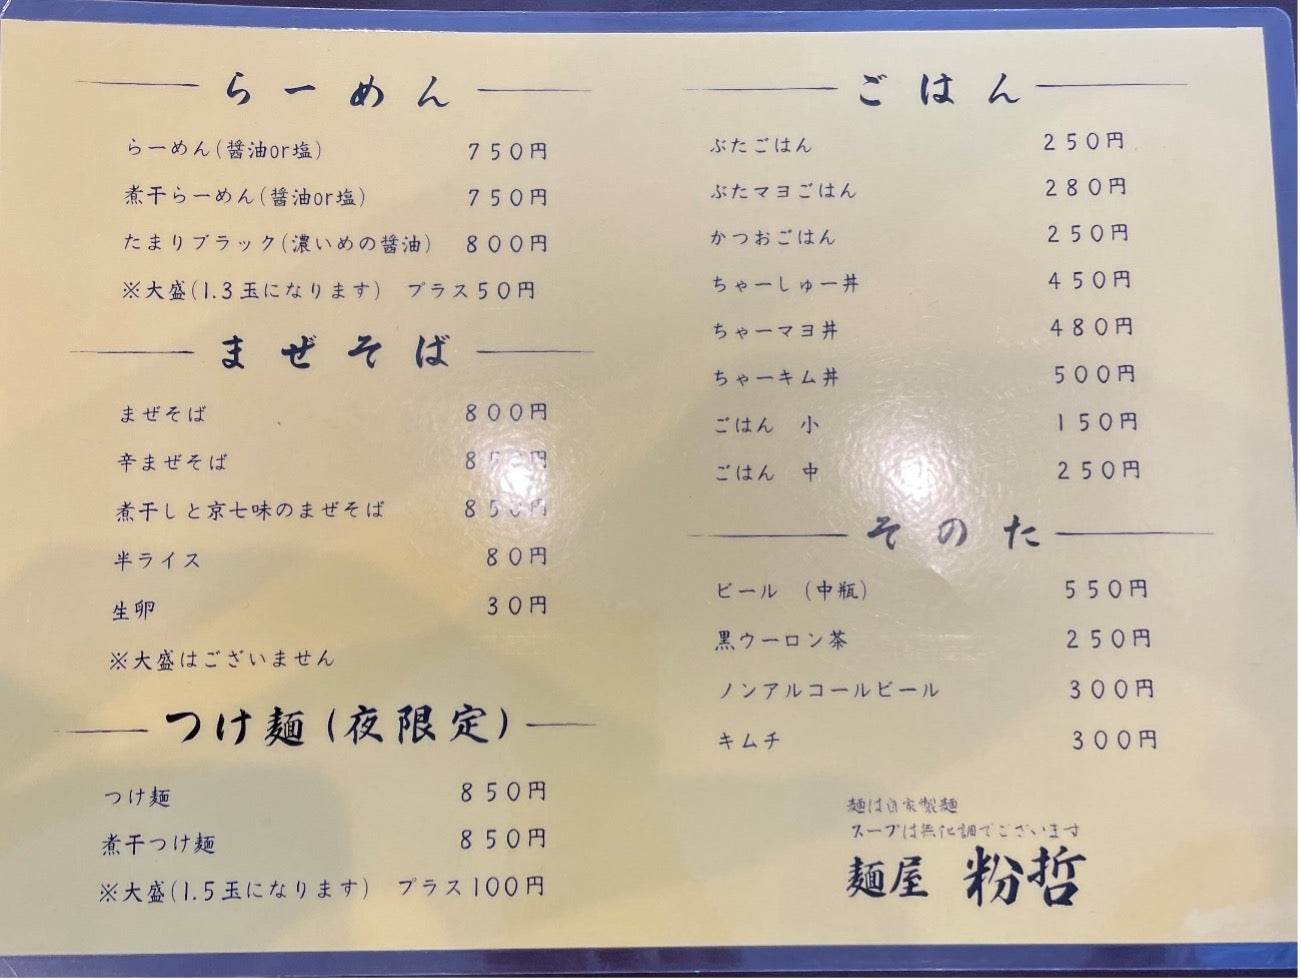 らーめん
らーめん(醤油or塩) 750円
煮干らーめん(醤油or塩) 750円
たまりブラック(濃いめの醤油) 800円
※大盛(1.3玉になります) プラス50円
まぜそば
まぜそば 800円
辛まぜそば 850円
煮干しと京七味のまぜそば 850円
半ライス 80円
生卵 30円
※大盛はございません
つけ麺(夜限定)
つけ麺 850円
煮干つけ麺 850円
※大盛(1.5玉になります) プラス100円
ごはん
ぶたごはん 250円
ぶたマヨごはん 280円
かつおごはん 250円
ちゃーしゅー丼 450円
ちゃーマヨ丼 480円
ちゃーキム丼 500円
ごはん 小 150円
ごはん 中 250円
そのた
ビール (中瓶) 550円
黒ウーロン茶 250円
ノンアルコールビール 300円
キムチ 300円
麺は自家製麺
スープは無化調でございます
麺屋 粉哲